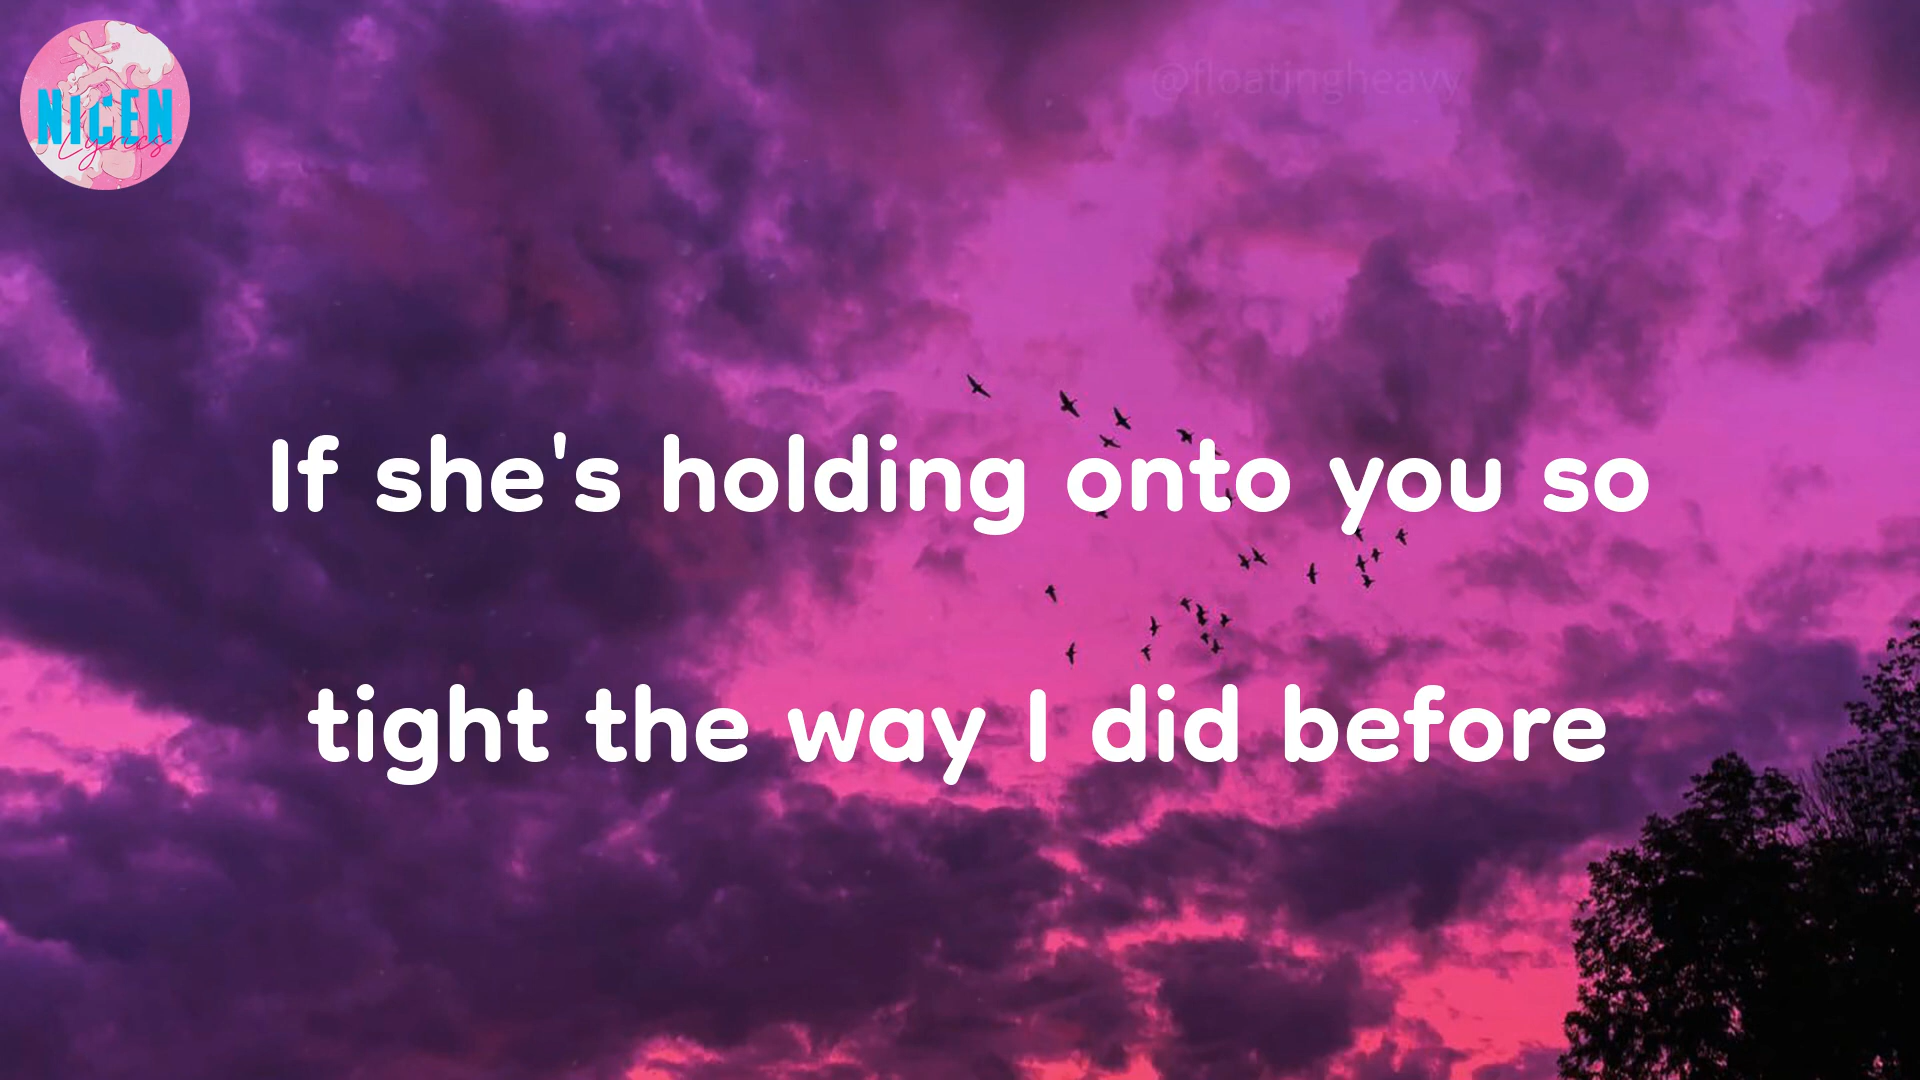 NICEN
Lyrics
@floatingheavy
If she's holding onto you so
tight the way I did before